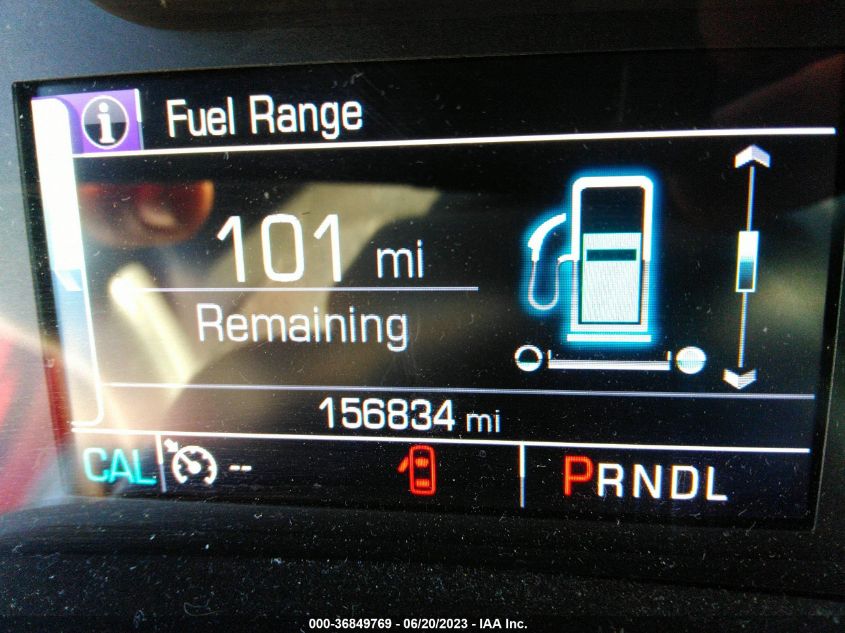 i Fuel Range
101 mi
Remaining
156834 mi
CAL -- PRNDL
000-36849769 - 06/20/2023 - IAA Inc.